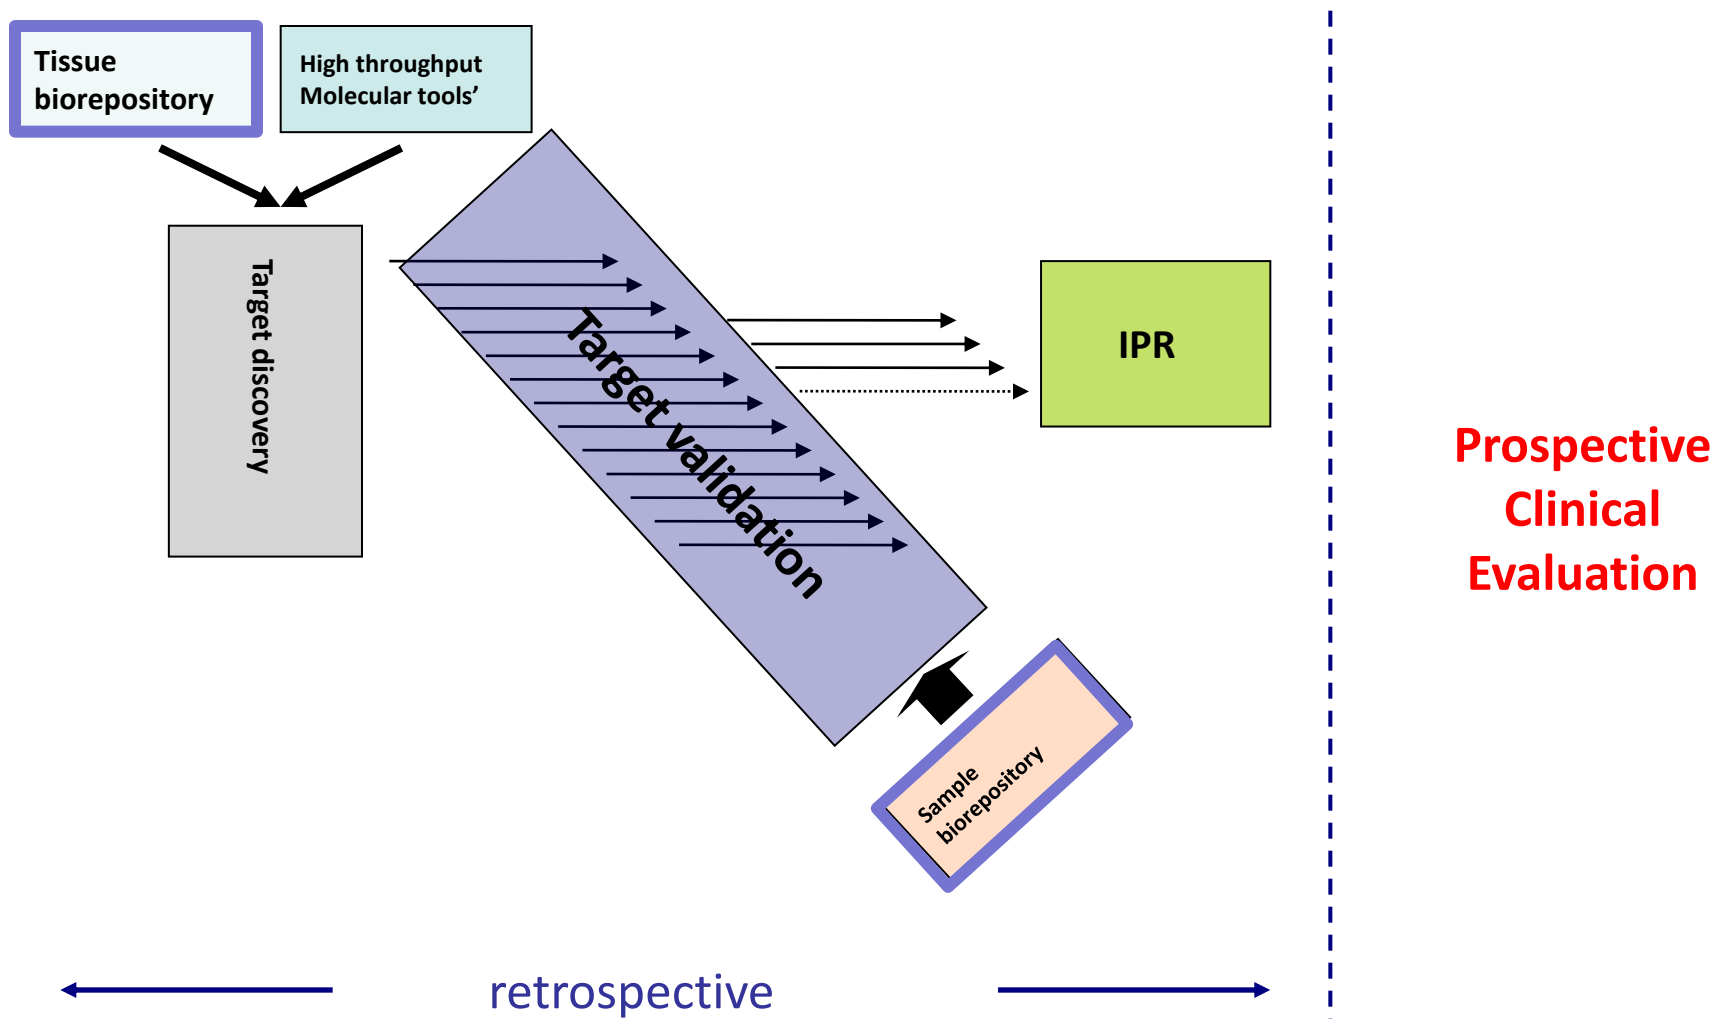 Tissue
biorepository
High throughput
Molecular tools’
Target discovery
Target validation
IPR
Prospective
Clinical
Evaluation
Sample
biorepository
retrospective